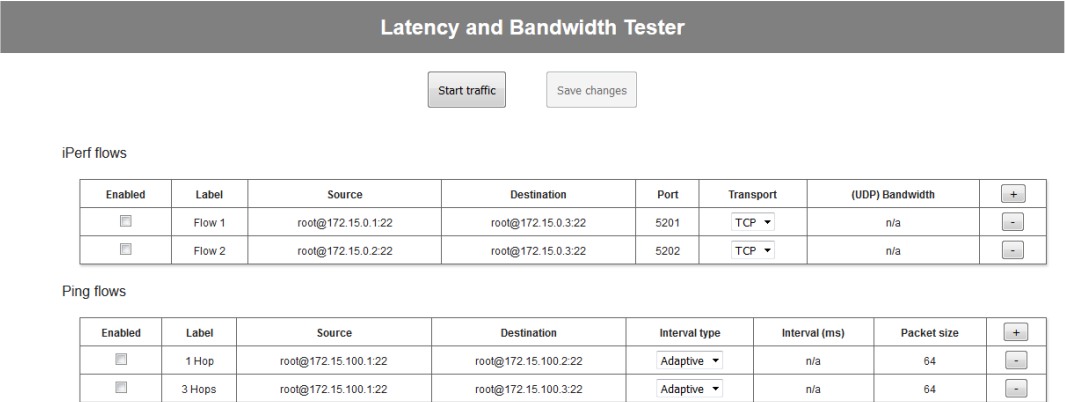 Latency and Bandwidth Tester
Start traffic Save changes
iPerf flows
Enabled Label Source Destination Port Transport (UDP) Bandwidth +
Flow 1 root@172.15.0.1:22 root@172.15.0.3:22 5201 TCP n/a -
Flow 2 root@172.15.0.2:22 root@172.15.0.3:22 5202 TCP n/a -
Ping flows
Enabled Label Source Destination Interval type Interval (ms) Packet size +
1 Hop root@172.15.100.1:22 root@172.15.100.2:22 Adaptive n/a 64 -
3 Hops root@172.15.100.1:22 root@172.15.100.3:22 Adaptive n/a 64 -